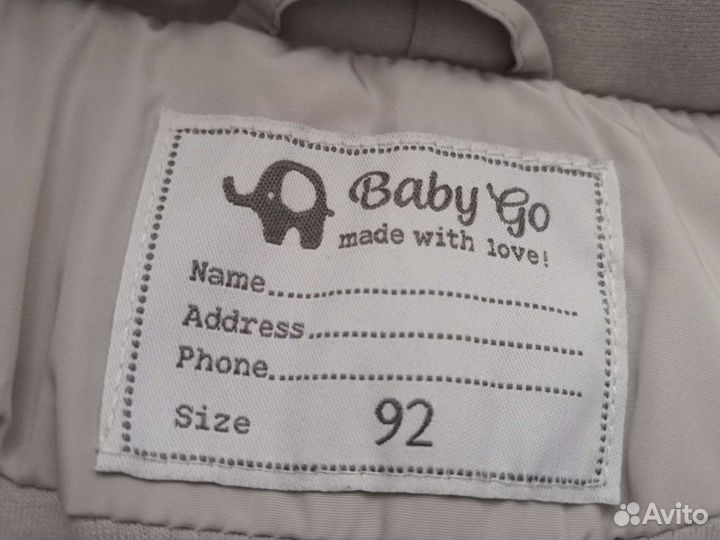 Baby Go
made with love!
Name
Address
Phone
Size 92
Avito